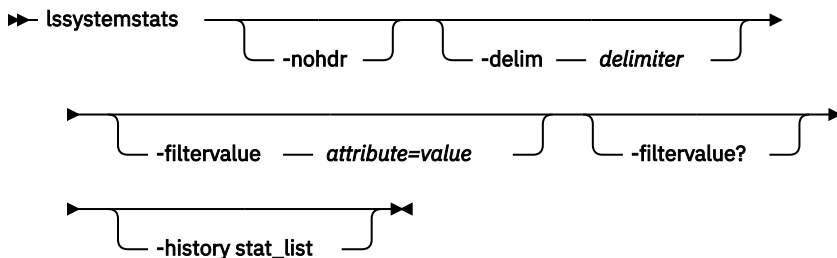 lssystemstats
-nohdr -delim delimiter
-filtervalue attribute=value -filtervalue?
-history stat_list